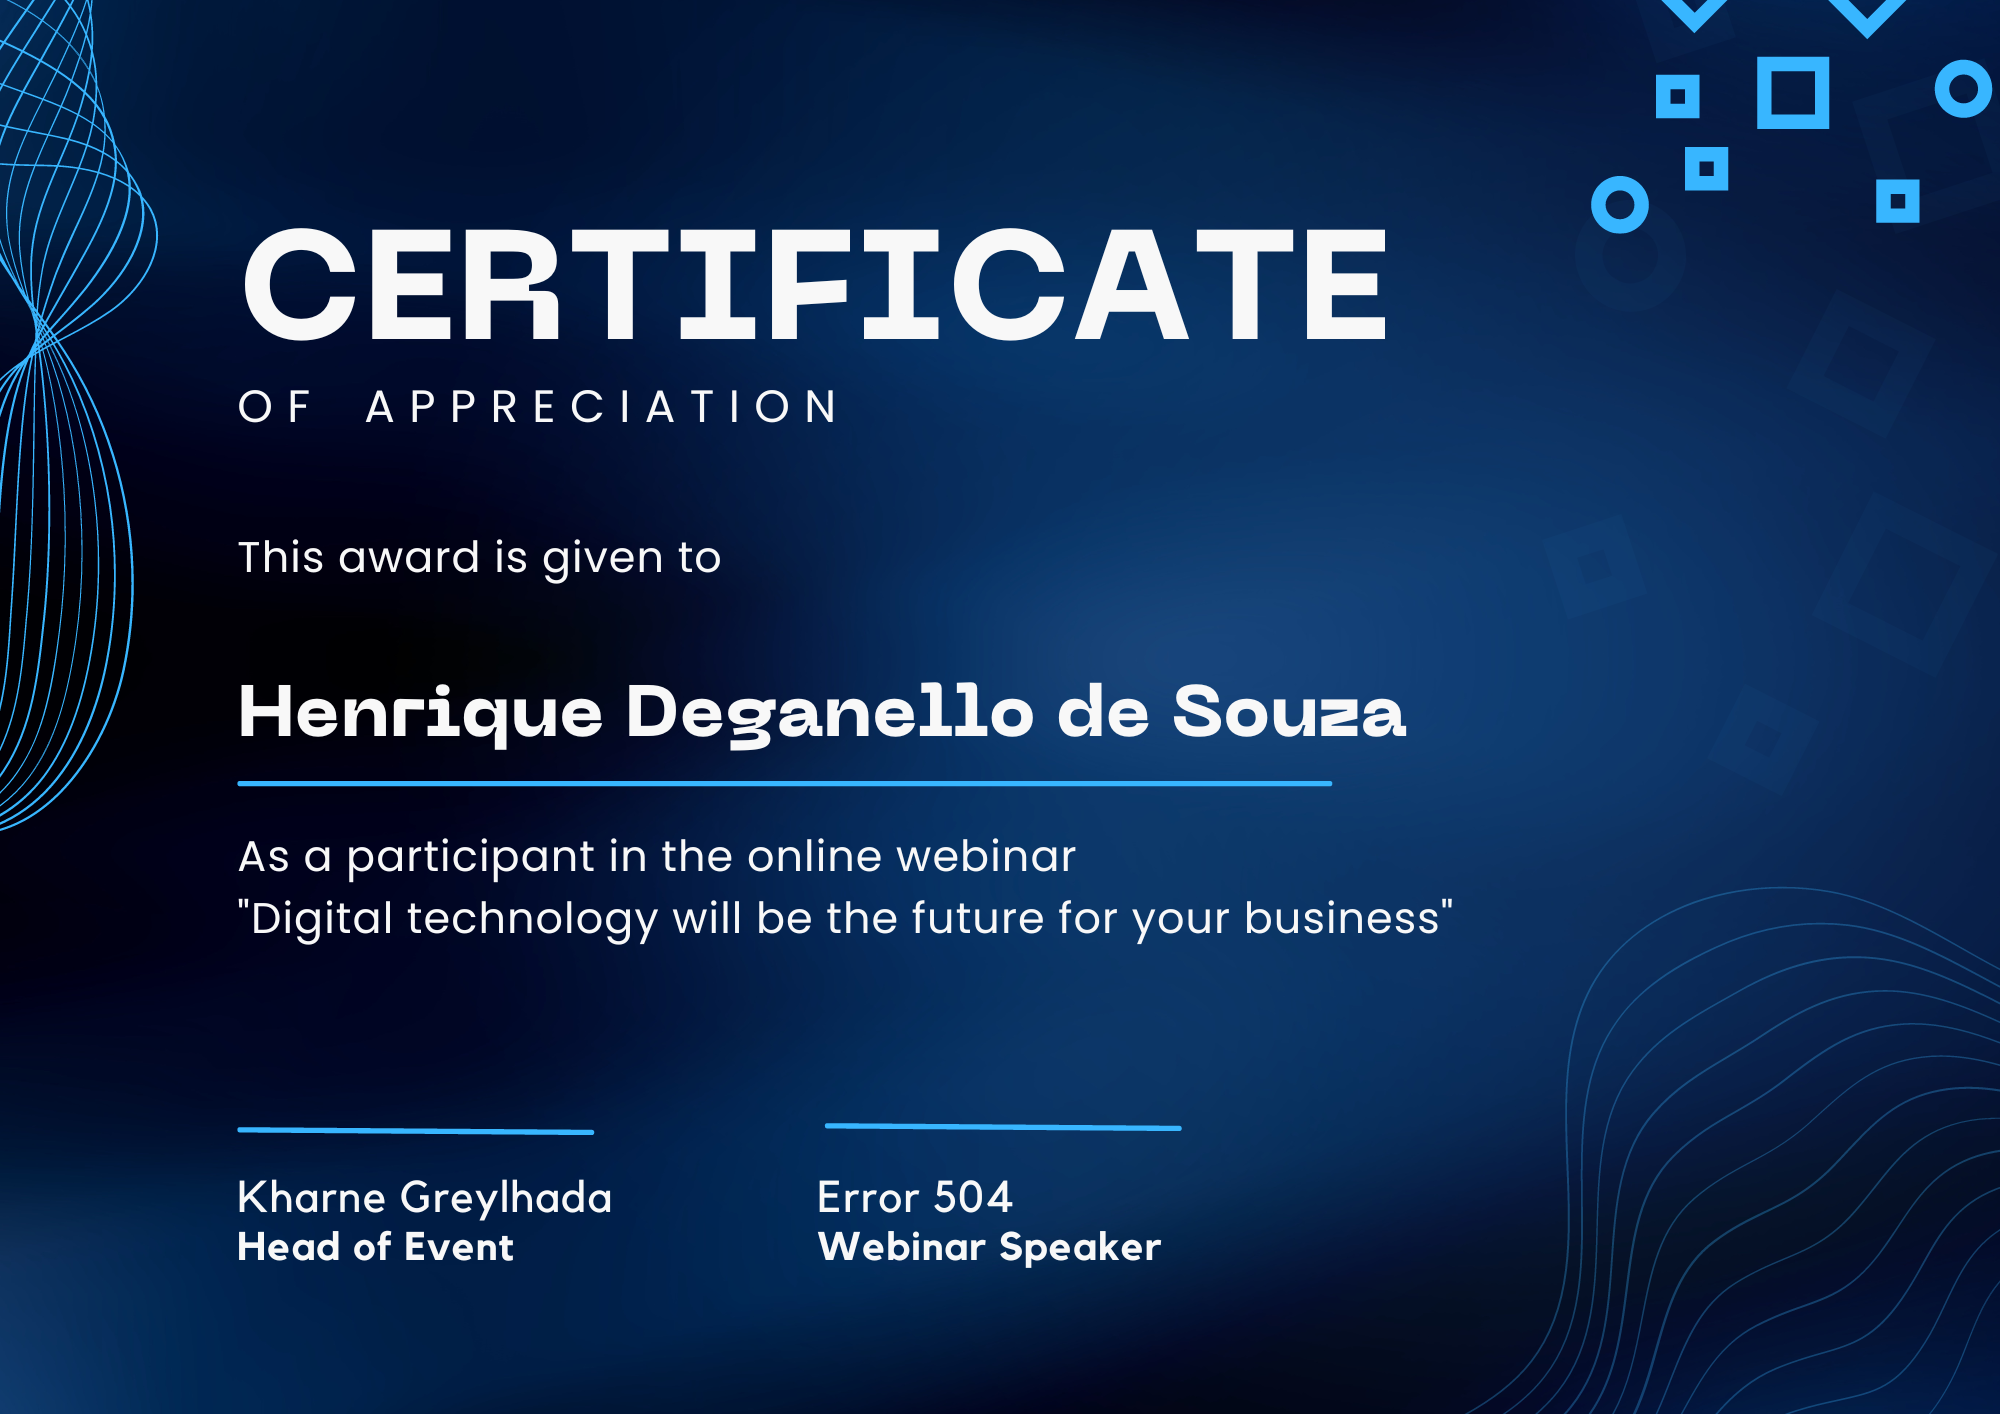 CERTIFICATE
OF APPRECIATION
This award is given to
Henrique Deganello de Souza
As a participant in the online webinar
"Digital technology will be the future for your business"
Kharne Greylhada
Head of Event
Error 504
Webinar Speaker